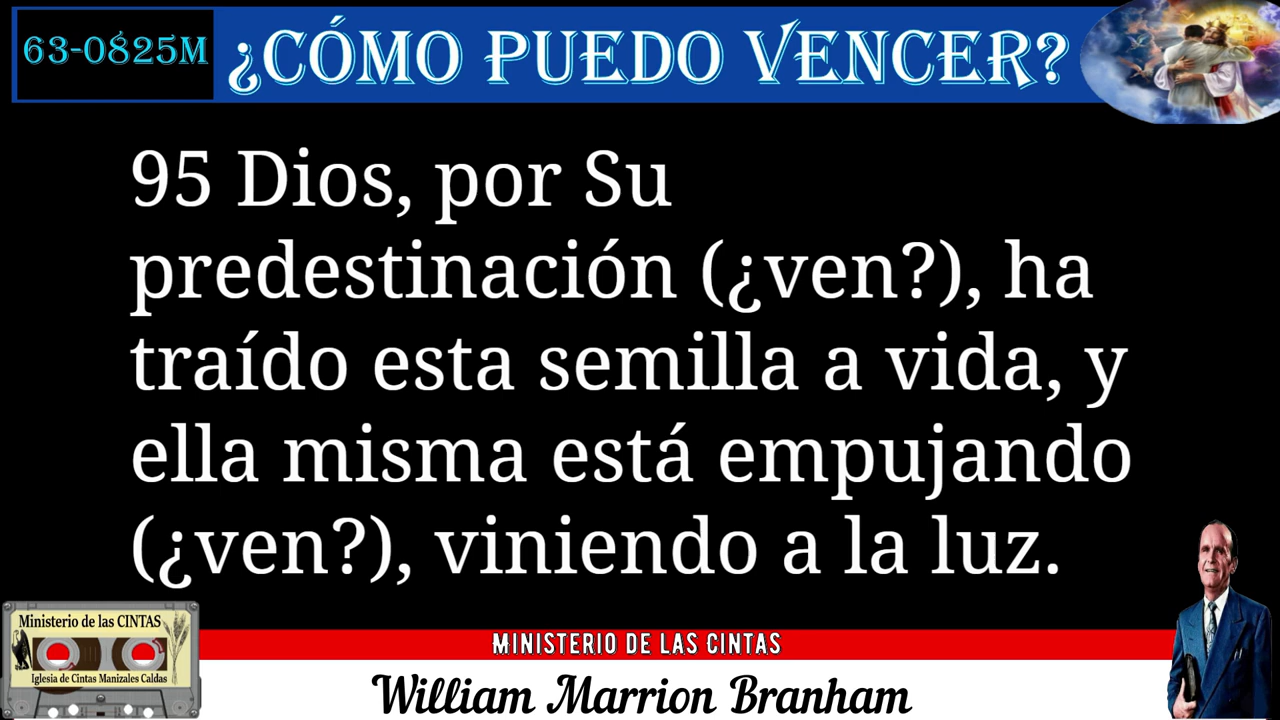 63-0825M
¿CÓMO PUEDO VENCER?
95 Dios, por Su
predestinación (¿ven?), ha
traído esta semilla a vida, y
ella misma está empujando
(¿ven?), viniendo a la luz.
Ministerio de las CINTAS
Iglesia de Cintas Manizales Caldas
MINISTERIO DE LAS CINTAS
William Marrion Branham